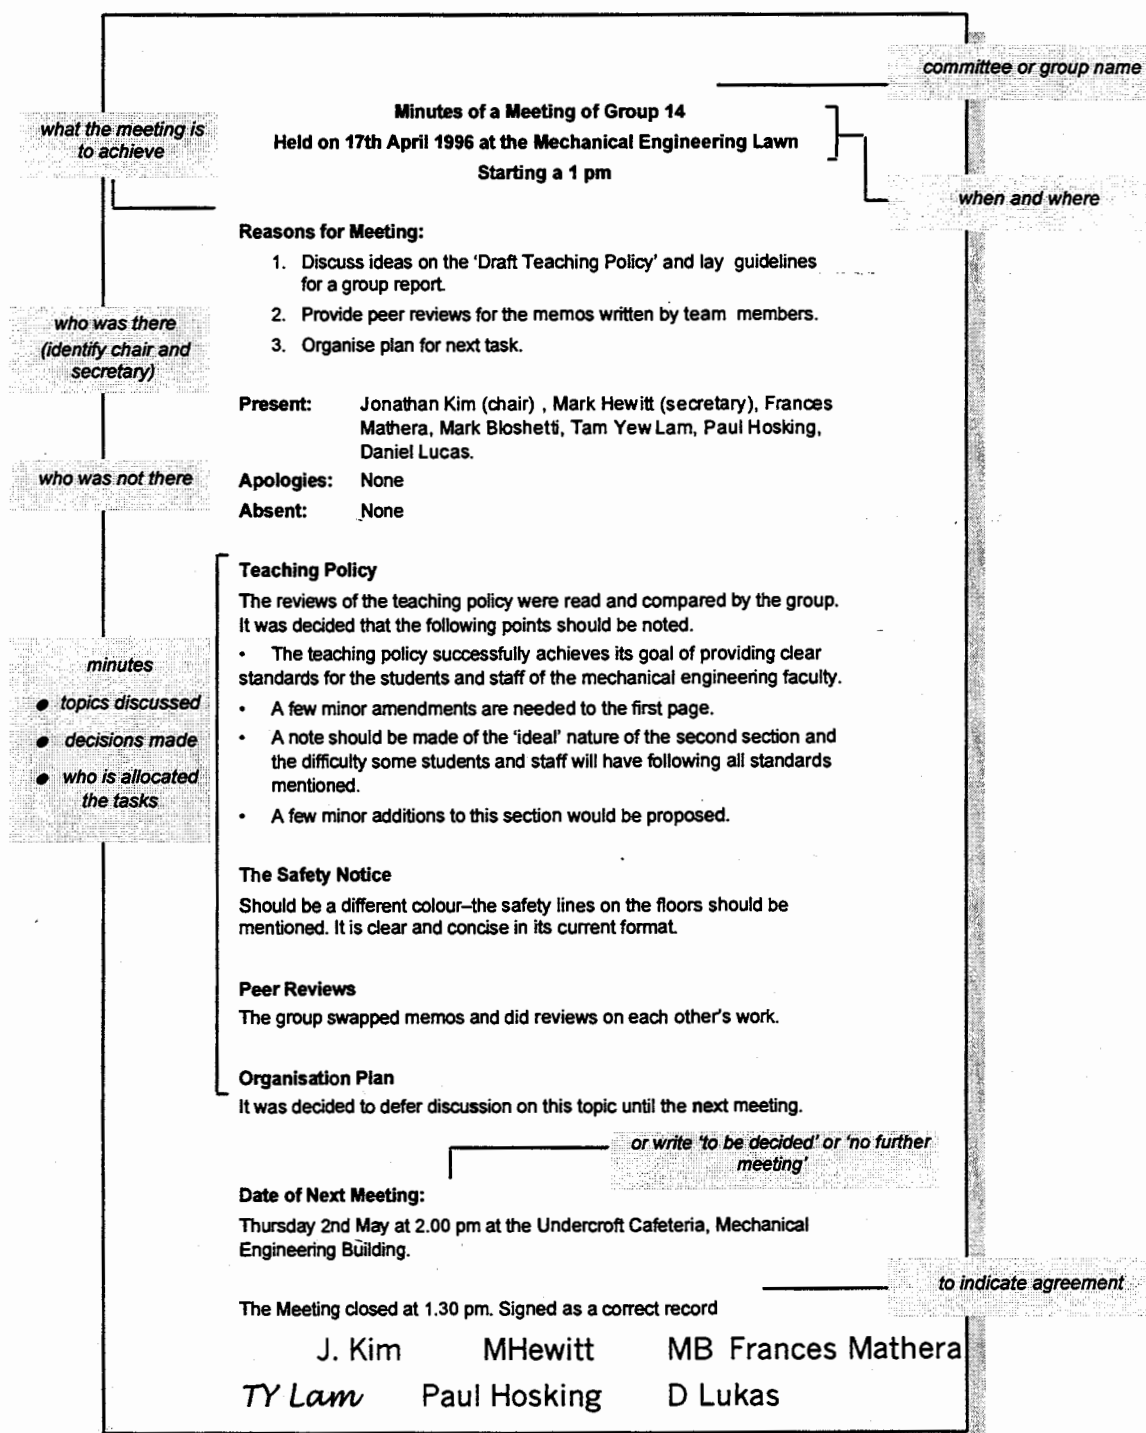 committee or group name
Minutes of a Meeting of Group 14
what the meeting is
to achieve
Held on 17th April 1996 at the Mechanical Engineering Lawn
Starting a 1 pm
when and where
Reasons for Meeting:
1. Discuss ideas on the 'Draft Teaching Policy' and lay guidelines
for a group report.
who was there
(identify chair and
secretary)
2. Provide peer reviews for the memos written by team members.
3. Organise plan for next task.
Present: Jonathan Kim (chair) , Mark Hewitt (secretary), Frances
Mathera, Mark Bloshetti, Tam Yew Lam, Paul Hosking,
Daniel Lucas.
who was not there
Apologies: None
Absent: None
Teaching Policy
The reviews of the teaching policy were read and compared by the group.
It was decided that the following points should be noted.
minutes
• topics discussed
• decisions made
• who is allocated
the tasks
• The teaching policy successfully achieves its goal of providing clear
standards for the students and staff of the mechanical engineering faculty.
• A few minor amendments are needed to the first page.
• A note should be made of the 'ideal' nature of the second section and
the difficulty some students and staff will have following all standards
mentioned.
• A few minor additions to this section would be proposed.
The Safety Notice
Should be a different colour–the safety lines on the floors should be
mentioned. It is clear and concise in its current format.
Peer Reviews
The group swapped memos and did reviews on each other's work.
Organisation Plan
It was decided to defer discussion on this topic until the next meeting.
or write 'to be decided' or 'no further
meeting'
Date of Next Meeting:
Thursday 2nd May at 2.00 pm at the Undercroft Cafeteria, Mechanical
Engineering Building.
to indicate agreement
The Meeting closed at 1.30 pm. Signed as a correct record
J. Kim MHewitt MB Frances Mathera
TY Lam Paul Hosking D Lukas